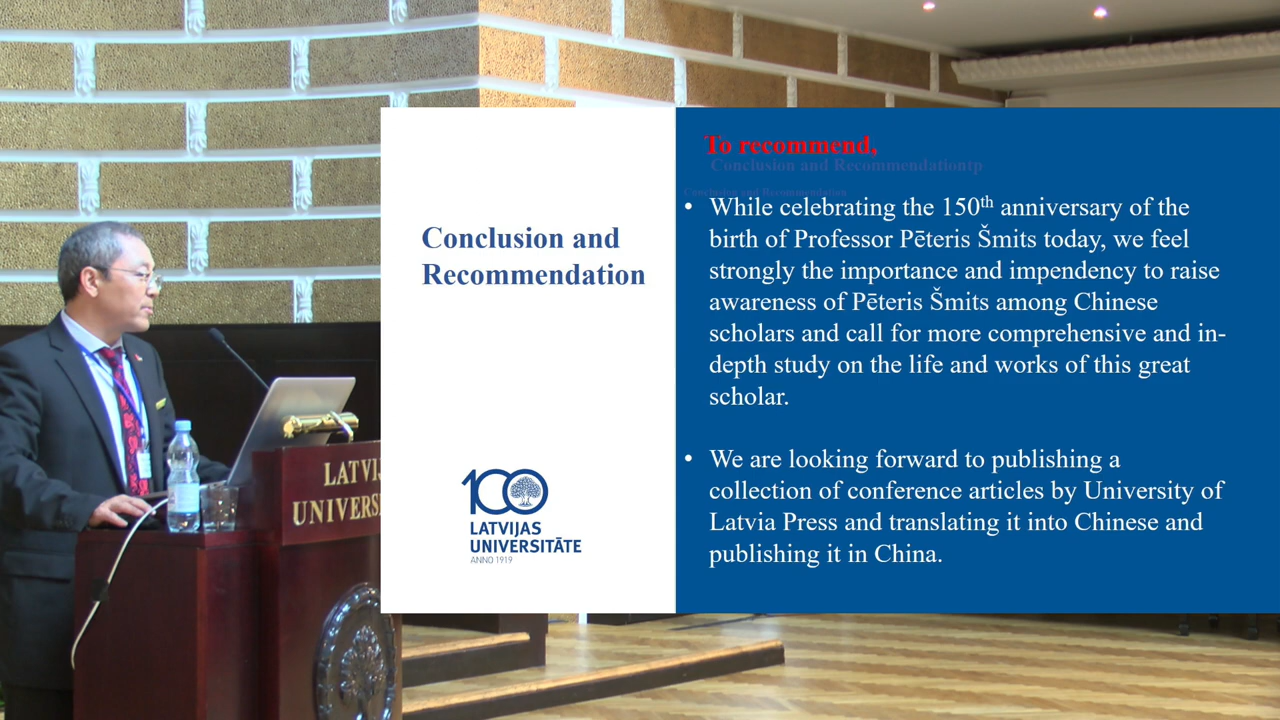 To recommend,
Conclusion and Recommendationtp
Conclusion and Recommendation
• While celebrating the 150th anniversary of the
birth of Professor Pēteris Šmits today, we feel
strongly the importance and impendency to raise
awareness of Pēteris Šmits among Chinese
scholars and call for more comprehensive and in-
depth study on the life and works of this great
scholar.
• We are looking forward to publishing a
collection of conference articles by University of
Latvia Press and translating it into Chinese and
publishing it in China.
Conclusion and
Recommendation
100
LATVIJAS
UNIVERSITĀTE
ANNO 1919
LATVIJ
UNIVERS